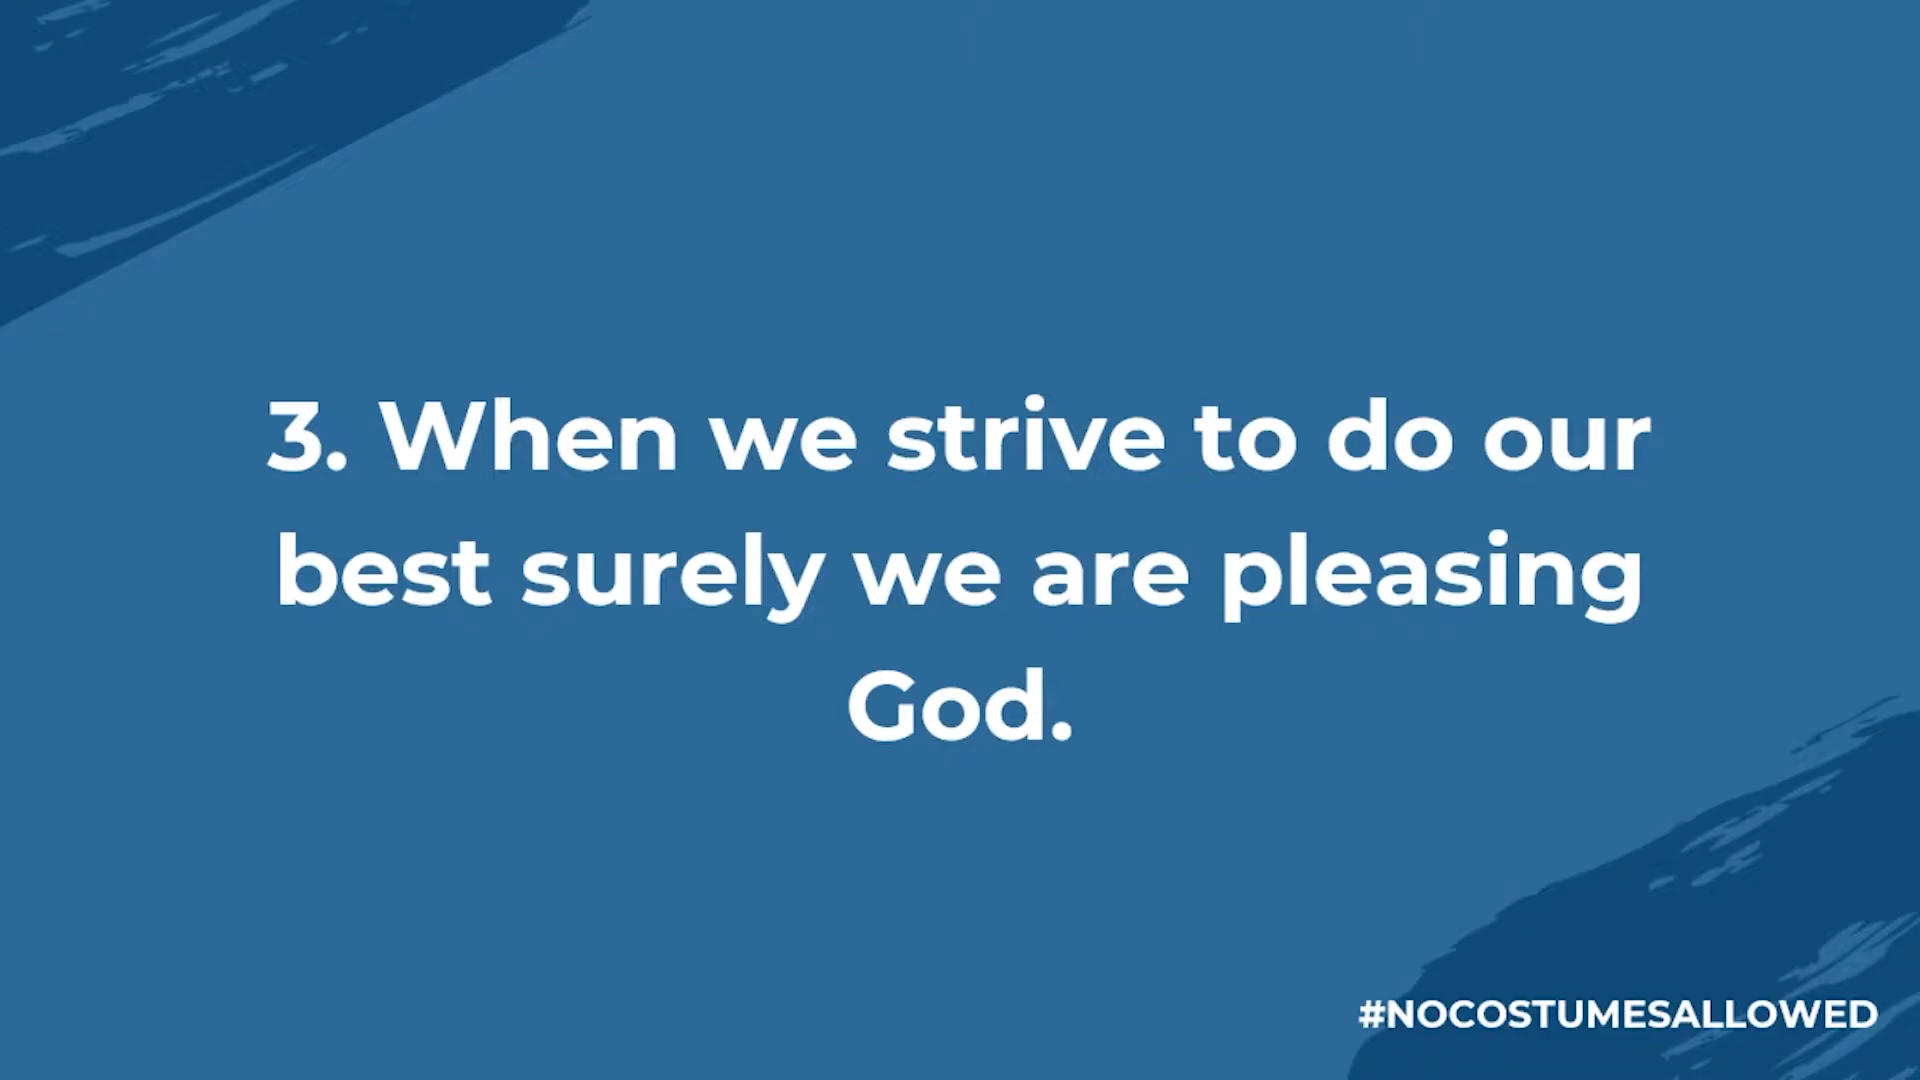 3. When we strive to do our
best surely we are pleasing
God.
#NOCOSTUMESALLOWED